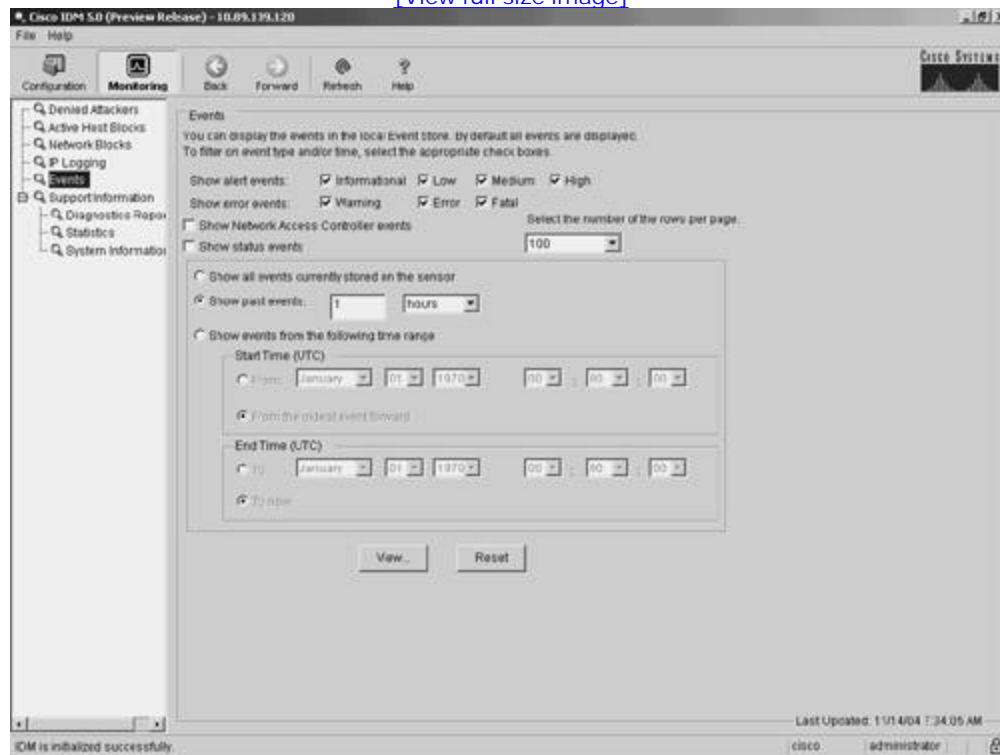 [View full size image]
Cisco IDM 5.0 (Preview Release) - 10.89.139.120
File Help
Configuration Monitoring Back Forward Refresh Help
CISCO SYSTEMS
Denied Attackers
Active Host Blocks
Network Blocks
IP Logging
Events
Support Information
Diagnostics Repor
Statistics
System Informatio
Events
You can display the events in the local Event Store. By default all events are displayed.
To filter on event type and/or time, select the appropriate check boxes.
Show alert events: Informational Low Medium High
Show error events: Warning Error Fatal
Show Network Access Controller events
Select the number of the rows per page.
Show status events
100
Show all events currently stored on the sensor
Show past events: 1 hours
Show events from the following time range
Start Time (UTC)
From: January 01 1970 00 : 00 : 00
From the oldest event forward
End Time (UTC)
To January 01 1970 00 : 00 : 00
To now
View... Reset
Last Updated: 11/14/04 7:34:05 AM
IDM is initialized successfully.
cisco administrator